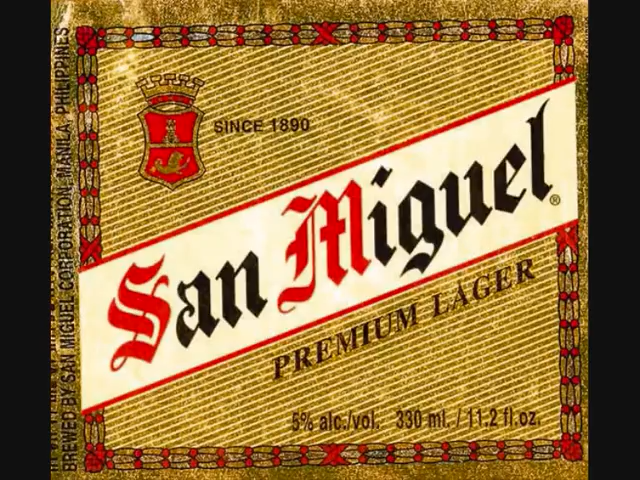 SINCE 1890
San Miguel®
PREMIUM LAGER
5% alc./vol. 330 ml. / 11.2 fl.oz.
BREWED BY SAN MIGUEL CORPORATION, MANILA PHILIPPINES